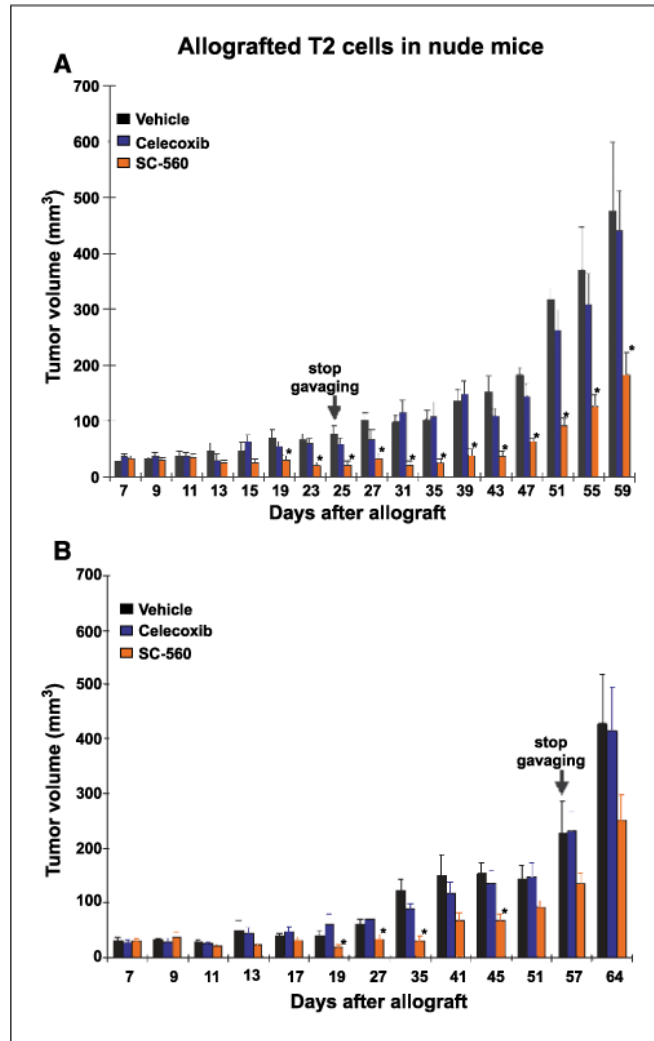 Allografted T2 cells in nude mice
A
700
600
500
400
300
200
100
0
Tumor volume (mm³)
Vehicle
Celecoxib
SC-560
stop
gavaging
* * * * * * * * * * * *
7 9 11 13 15 19 23 25 27 31 35 39 43 47 51 55 59
Days after allograft
B
700
600
500
400
300
200
100
0
Tumor volume (mm³)
Vehicle
Celecoxib
SC-560
stop
gavaging
* * * *
7 9 11 13 17 19 27 35 41 45 51 57 64
Days after allograft